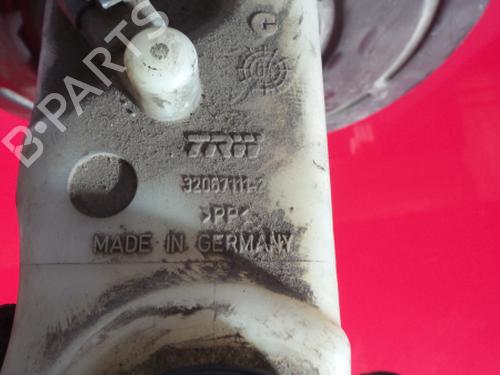 B-PARTS
TRW
32067111-2
>PP<
MADE IN GERMANY